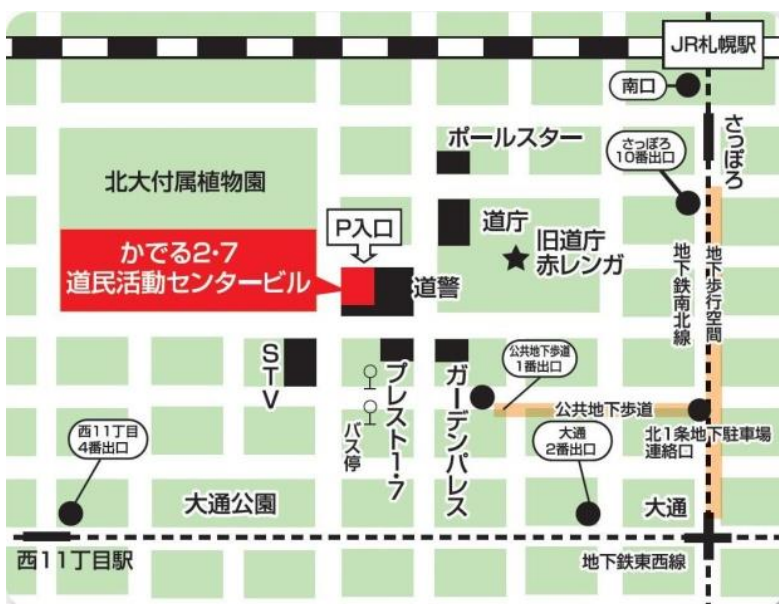 JR札幌駅
南口
さっぽろ
ポールスター
さっぽろ
10番出口
北大付属植物園
P入口
道庁
旧道庁
赤レンガ
かでる2・7
道民活動センタービル
道警
地下鉄南北線
地下歩行空間
STV
プレスト1・7
ガーデンパレス
公共地下歩道
1番出口
公共地下歩道
バス停
西11丁目
4番出口
大通
2番出口
北1条地下駐車場
連絡口
大通公園
大通
西11丁目駅
地下鉄東西線